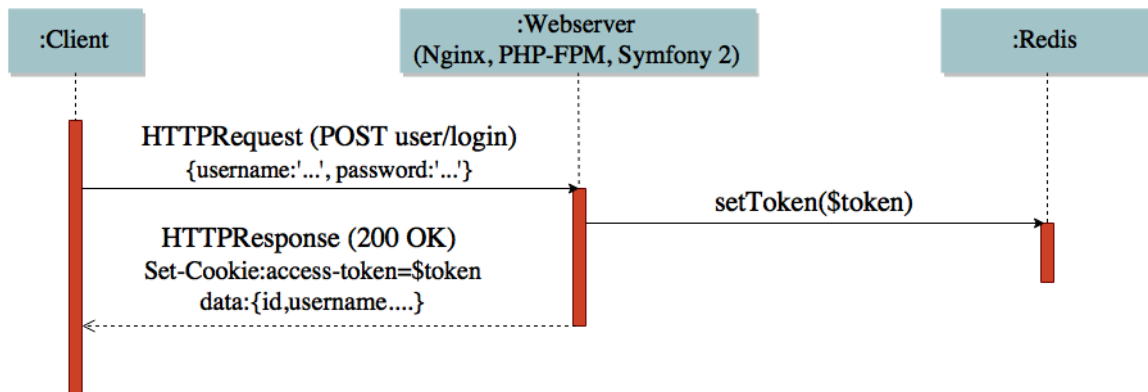 :Client
:Webserver
(Nginx, PHP-FPM, Symfony 2)
:Redis
HTTPRequest (POST user/login)
{username:'...', password:'...'}
setToken($token)
HTTPResponse (200 OK)
Set-Cookie:access-token=$token
data:{id,username....}